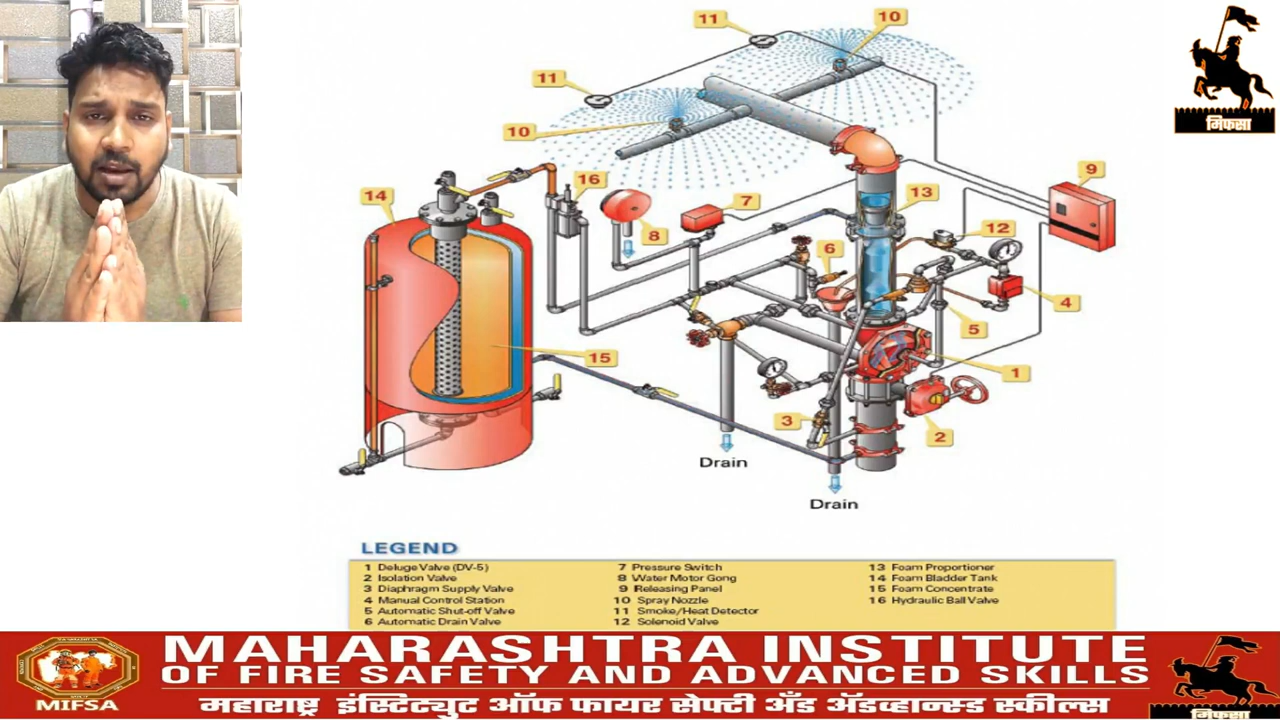 11
10
11
10
9
14
16
7
13
8
6
12
4
5
15
1
3
2
Drain
Drain
LEGEND
1 Deluge Valve (DV-5)
2 Isolation Valve
3 Diaphragm Supply Valve
4 Manual Control Station
5 Automatic Shut-off Valve
6 Automatic Drain Valve
7 Pressure Switch
8 Water Motor Gong
9 Releasing Panel
10 Spray Nozzle
11 Smoke/Heat Detector
12 Solenoid Valve
13 Foam Proportioner
14 Foam Bladder Tank
15 Foam Concentrate
16 Hydraulic Ball Valve
मिफसा
MIFSA
MAHARASHTRA INSTITUTE
OF FIRE SAFETY AND ADVANCED SKILLS
महाराष्ट्र इंस्टिट्युट ऑफ फायर सेफ्टी अँड अ‍ॅडव्हान्स्ड स्कील्स
मिफसा